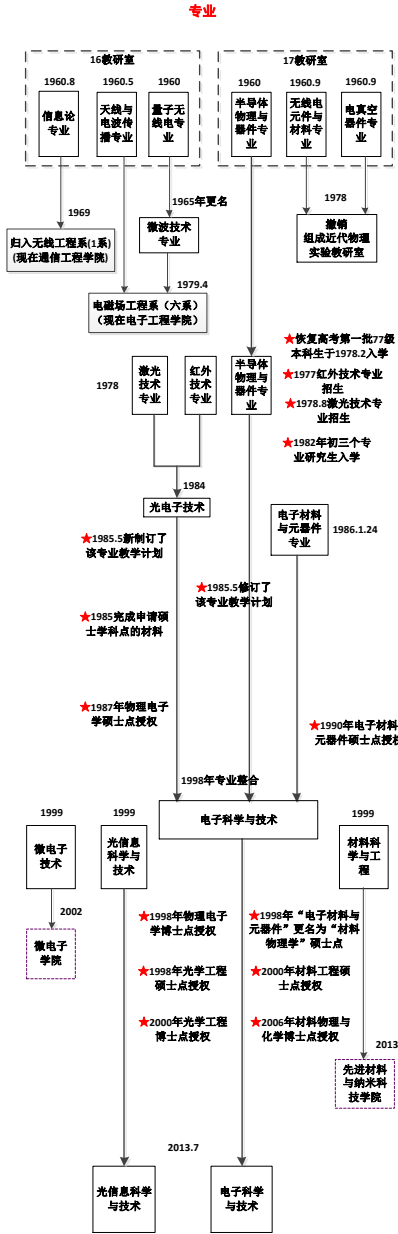 专业
16教研室
17教研室
1960.8
1960.5
1960
1960
1960.9
1960.9
信息论
专业
天线与
电波传
播专业
量子无
线电专
业
半导体
物理与
器件专业
无线电
元件与
材料专业
电真空
器件专业
1969
1965年更名
1978
归入无线工程系(1系)
(现在通信工程学院)
微波技术
专业
撤销
组成近代物理
实验教研室
1979.4
电磁场工程系（六系）
（现在电子工程学院）
★恢复高考第一批77级
本科生于1978.2入学
★1977红外技术专业
招生
★1978.8激光技术专
业招生
★1982年初三个专
业研究生入学
1978
激光
技术
专业
红外
技术
专业
半导体
物理与
器件专
业
1984
光电子技术
电子材料
与元器件
专业
1986.1.24
★1985.5新制订了
该专业教学计划
★1985.5修订了
该专业教学计划
★1985完成申请硕
士学科点的材料
★1987年物理电子
学硕士点授权
★1990年电子材料
元器件硕士点授权
1998年专业整合
电子科学与技术
1999
1999
1999
微电子
技术
光信息
科学与
技术
材料科
学与工
程
2002
微电子
学院
★1998年物理电子
学博士点授权
★1998年光学工程
硕士点授权
★2000年光学工程
博士点授权
★1998年“电子材料与
元器件”更名为“材料
物理学”硕士点
★2000年材料工程硕
士点授权
★2006年材料物理与
化学博士点授权
2013
先进材料
与纳米科
技学院
2013.7
光信息科学
与技术
电子科学
与技术